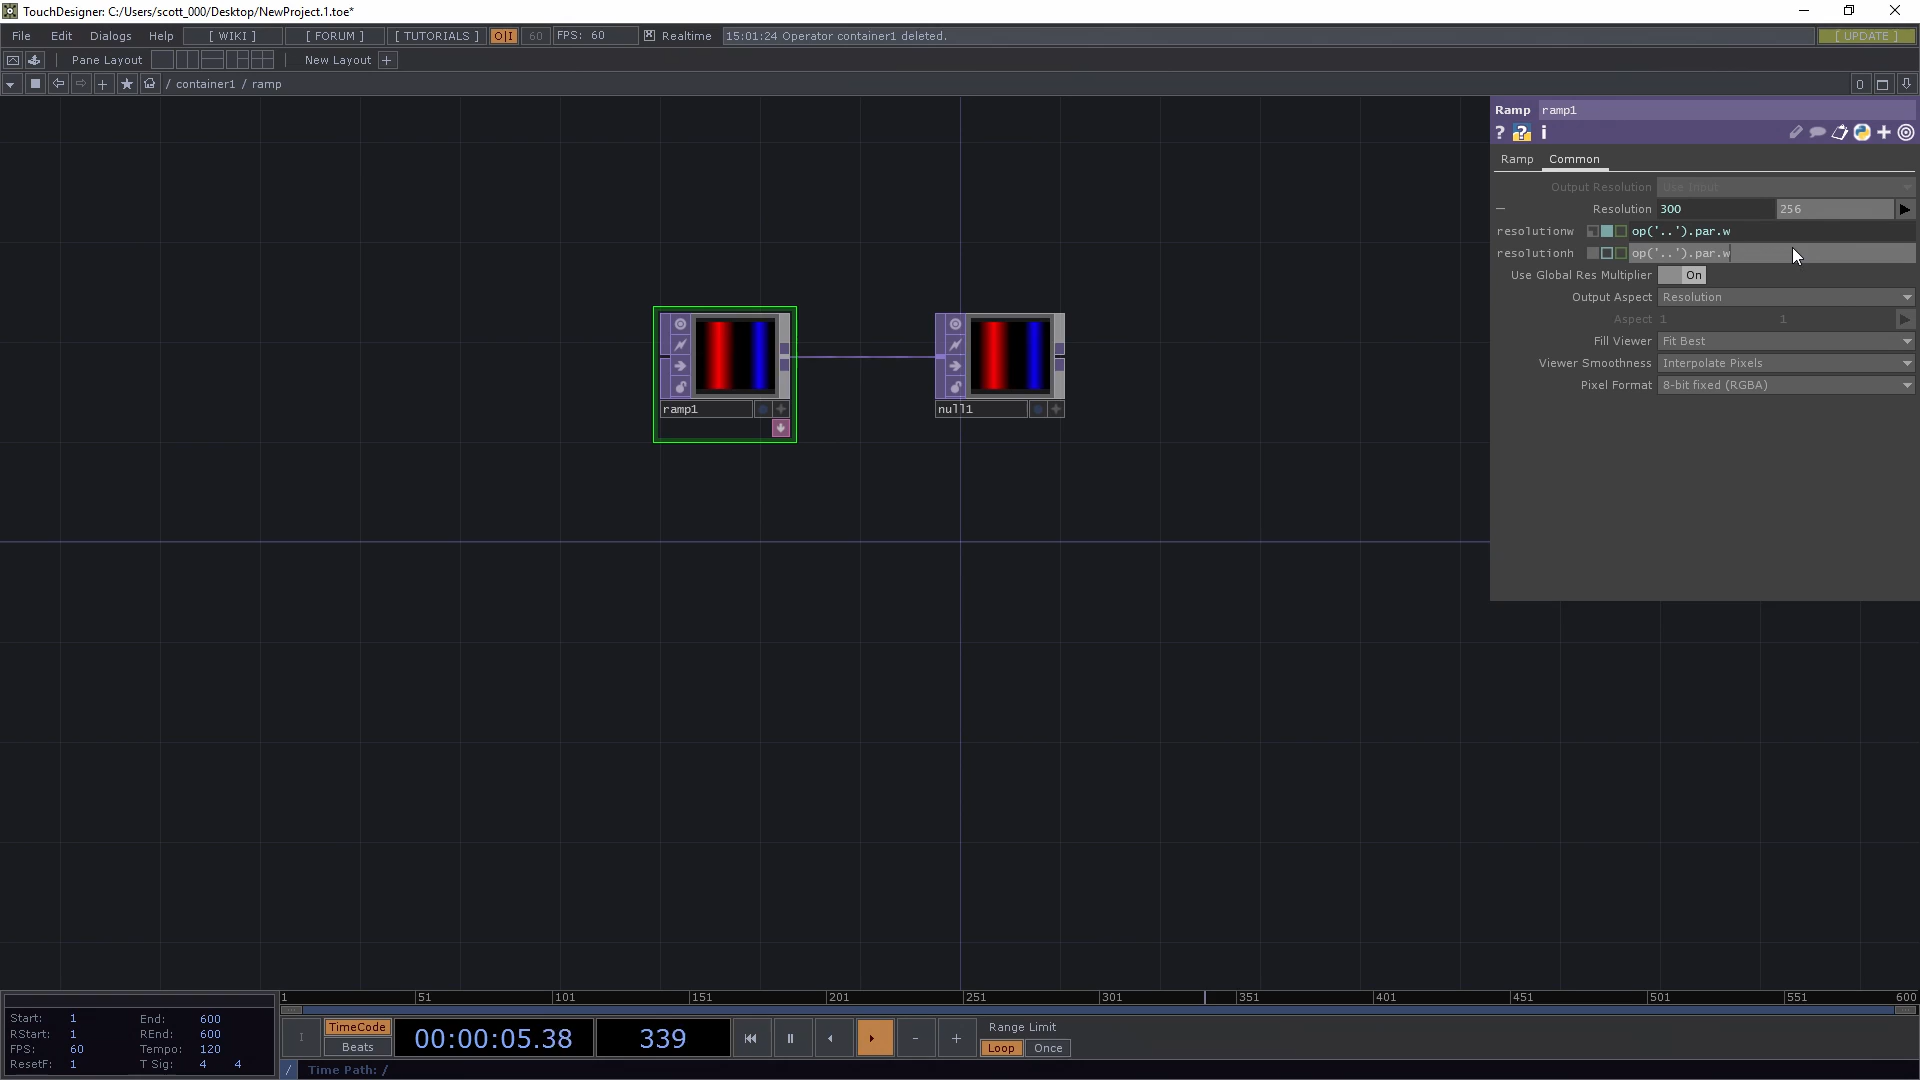 TouchDesigner: C:/Users/scott_000/Desktop/NewProject.1.toe*
File Edit Dialogs Help [ WIKI ] [ FORUM ] [ TUTORIALS ] O|I 60 FPS: 60 Realtime 15:01:24 Operator container1 deleted. [ UPDATE ]
Pane Layout New Layout +
/ container1 / ramp 0
Ramp ramp1
? ? i
Ramp Common
Output Resolution Use Input
Resolution 300 256
resolutionw op('..').par.w
resolutionh op('..').par.w
Use Global Res Multiplier On
Output Aspect Resolution
Aspect 1 1
Fill Viewer Fit Best
Viewer Smoothness Interpolate Pixels
Pixel Format 8-bit fixed (RGBA)
ramp1
null1
1 51 101 151 201 251 301 351 401 451 501 551 600
Start: 1 End: 600
RStart: 1 REnd: 600
FPS: 60 Tempo: 120
ResetF: 1 T Sig: 4 4
I TimeCode Beats 00:00:05.38 339 - + Range Limit
Loop Once
/ Time Path: /